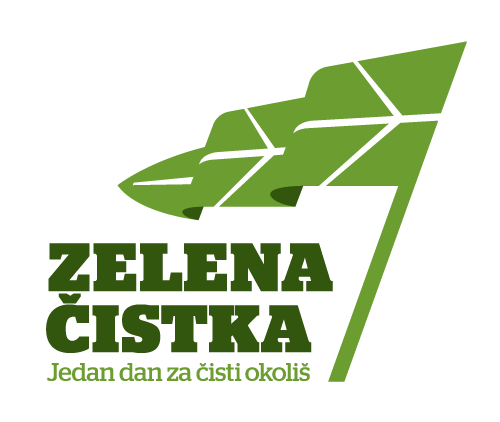 ZELENA
ČISTKA
Jedan dan za čisti okoliš